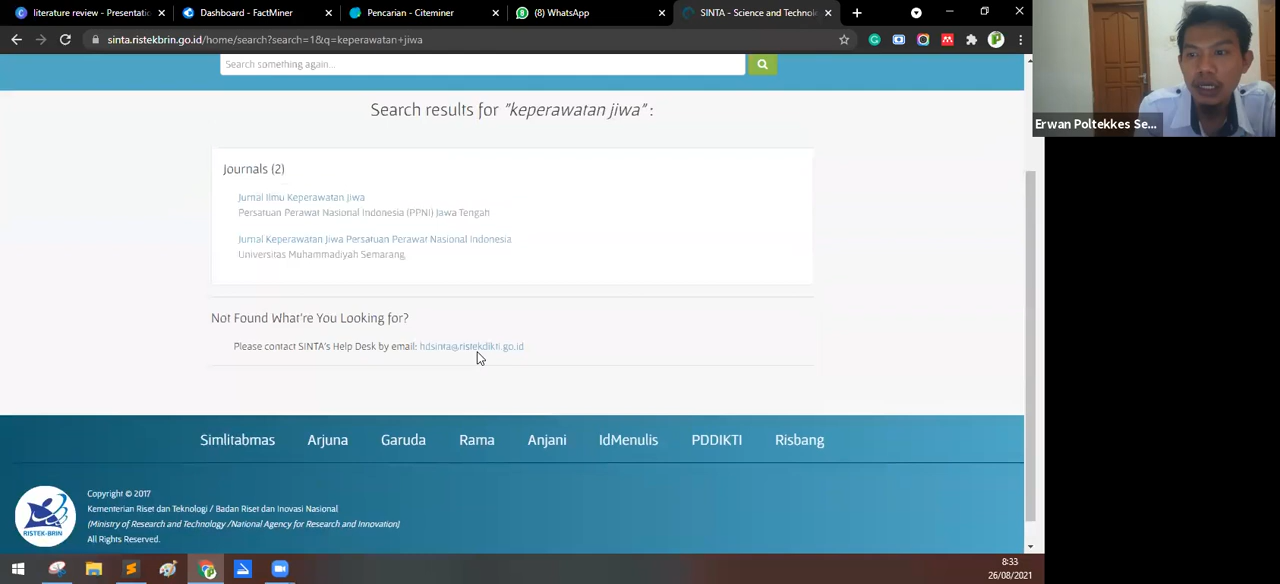 literature review - Presentatio
Dashboard - FactMiner
Pencarian - Citeminer
(8) WhatsApp
SINTA - Science and Technolo
sinta.ristekbrin.go.id/home/search?search=1&q=keperawatan+jiwa
Search something again...
Search results for "keperawatan jiwa" :
Journals (2)
Jurnal Ilmu Keperawatan Jiwa
Persatuan Perawat Nasional Indonesia (PPNI) Jawa Tengah
Jurnal Keperawatan Jiwa Persatuan Perawat Nasional Indonesia
Universitas Muhammadiyah Semarang
Not Found What're You Looking for?
Please contact SINTA's Help Desk by email: hdsinta@ristekdikti.go.id
Simlitabmas
Arjuna
Garuda
Rama
Anjani
IdMenulis
PDDIKTI
Risbang
Copyright © 2017
Kementerian Riset dan Teknologi / Badan Riset dan Inovasi Nasional
(Ministry of Research and Technology /National Agency for Research and Innovation)
All Rights Reserved.
RISTEK-BRIN
Erwan Poltekkes Se...
8:33
26/08/2021